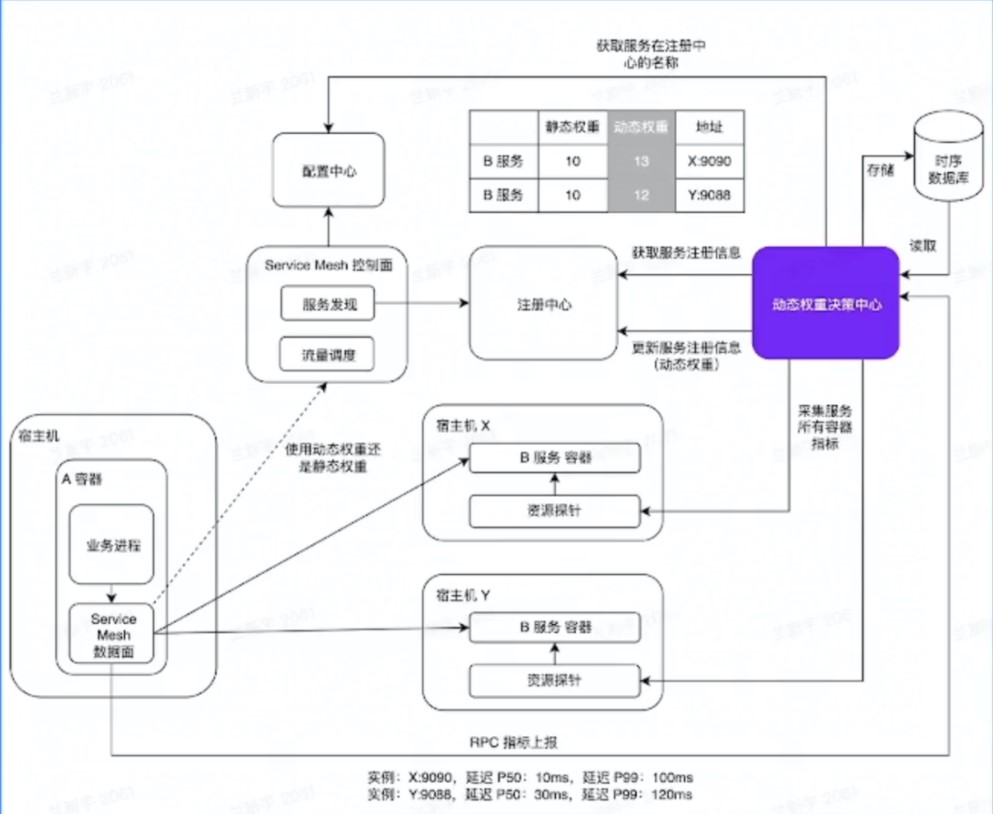 获取服务在注册中
心的名称
静态权重 动态权重 地址
B 服务 10 13 X:9090
B 服务 10 12 Y:9088
时序
数据库
存储
读取
配置中心
Service Mesh 控制面
服务发现
流量调度
注册中心
获取服务注册信息
更新服务注册信息
(动态权重)
动态权重决策中心
采集服务
所有容器
指标
使用动态权重还
是静态权重
宿主机
A 容器
业务进程
Service
Mesh
数据面
宿主机 X
B 服务 容器
资源探针
宿主机 Y
B 服务 容器
资源探针
RPC 指标上报
实例：X:9090，延迟 P50：10ms，延迟 P99：100ms
实例：Y:9088，延迟 P50：30ms，延迟 P99：120ms